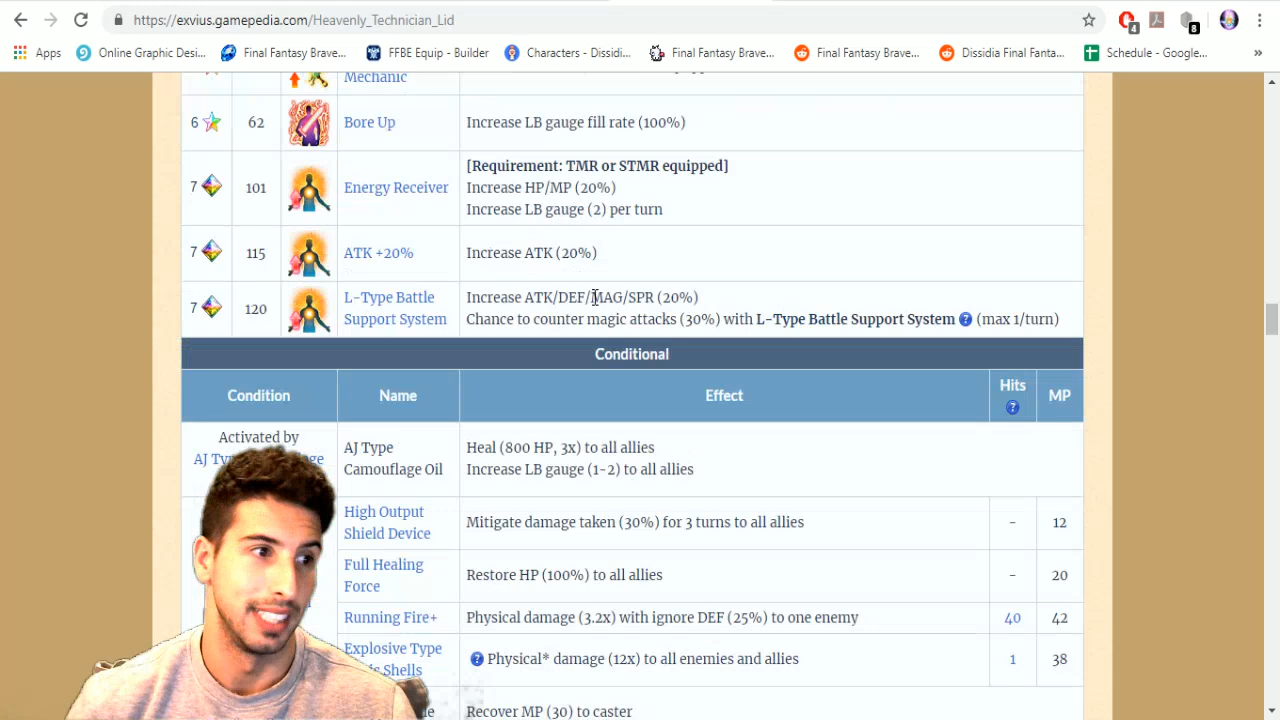 https://exvius.gamepedia.com/Heavenly_Technician_Lid
4
8
Apps
Online Graphic Desi...
Final Fantasy Brave...
FFBE Equip - Builder
Characters - Dissidi...
Final Fantasy Brave...
Final Fantasy Brave...
Dissidia Final Fanta...
Schedule - Google...
»
Mechanic
6 62 Bore Up Increase LB gauge fill rate (100%)
[Requirement: TMR or STMR equipped]
7 101 Energy Receiver Increase HP/MP (20%)
Increase LB gauge (2) per turn
7 115 ATK +20% Increase ATK (20%)
7 120 L-Type Battle Support System
Increase ATK/DEF/MAG/SPR (20%)
Chance to counter magic attacks (30%) with L-Type Battle Support System (max 1/turn)
Conditional
Condition Name Effect Hits MP
Activated by
AJ
AJ Type
Camouflage Oil
Heal (800 HP, 3x) to all allies
Increase LB gauge (1-2) to all allies
High Output
Shield Device
Mitigate damage taken (30%) for 3 turns to all allies - 12
Full Healing
Force
Restore HP (100%) to all allies - 20
Running Fire+ Physical damage (3.2x) with ignore DEF (25%) to one enemy 40 42
Explosive Type
Shells
Physical* damage (12x) to all enemies and allies 1 38
Recover MP (30) to caster